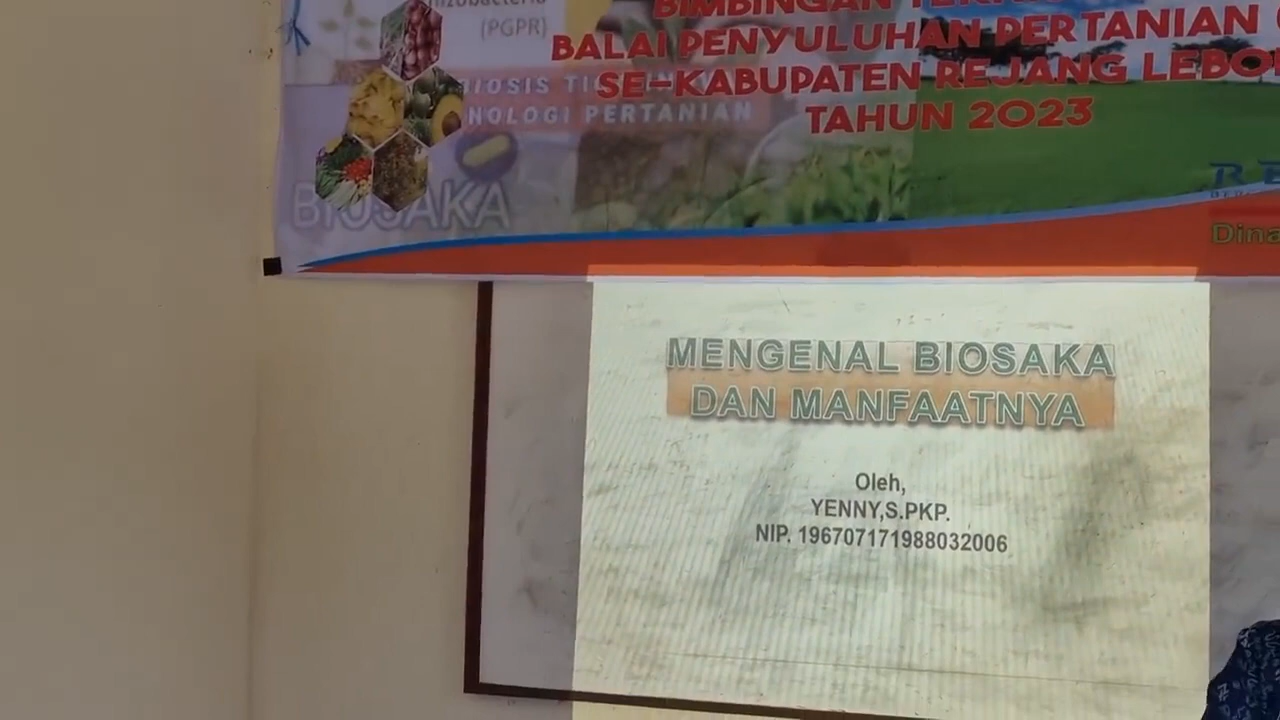 (PGPR)
BIMBINGAN
BALAI PENYULUHAN PERTANIAN
SE-KABUPATEN REJANG
TAHUN 2023
NOLOGI PERTANIAN
BIOSAKA
MENGENAL BIOSAKA
DAN MANFAATNYA
Oleh,
YENNY,S.PKP.
NIP. 196707171988032006